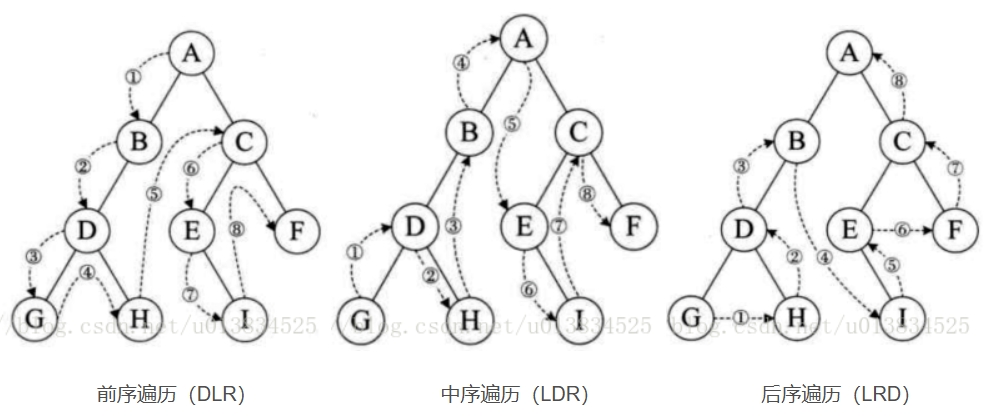 A
①
B
C
②
⑤
⑥
D
E
F
③
④
⑦
⑧
G
H
I
A
④
B
⑤
C
⑧
D
E
F
①
②
③
⑥
⑦
G
H
I
A
⑧
B
C
③
⑦
D
E
F
②
④
⑤
⑥
G
①
H
I
//blog.csdn.net/u013834525 //blog.csdn.net/u013834525 blog.csdn.net/u013834525
前序遍历（DLR） 中序遍历（LDR） 后序遍历（LRD）